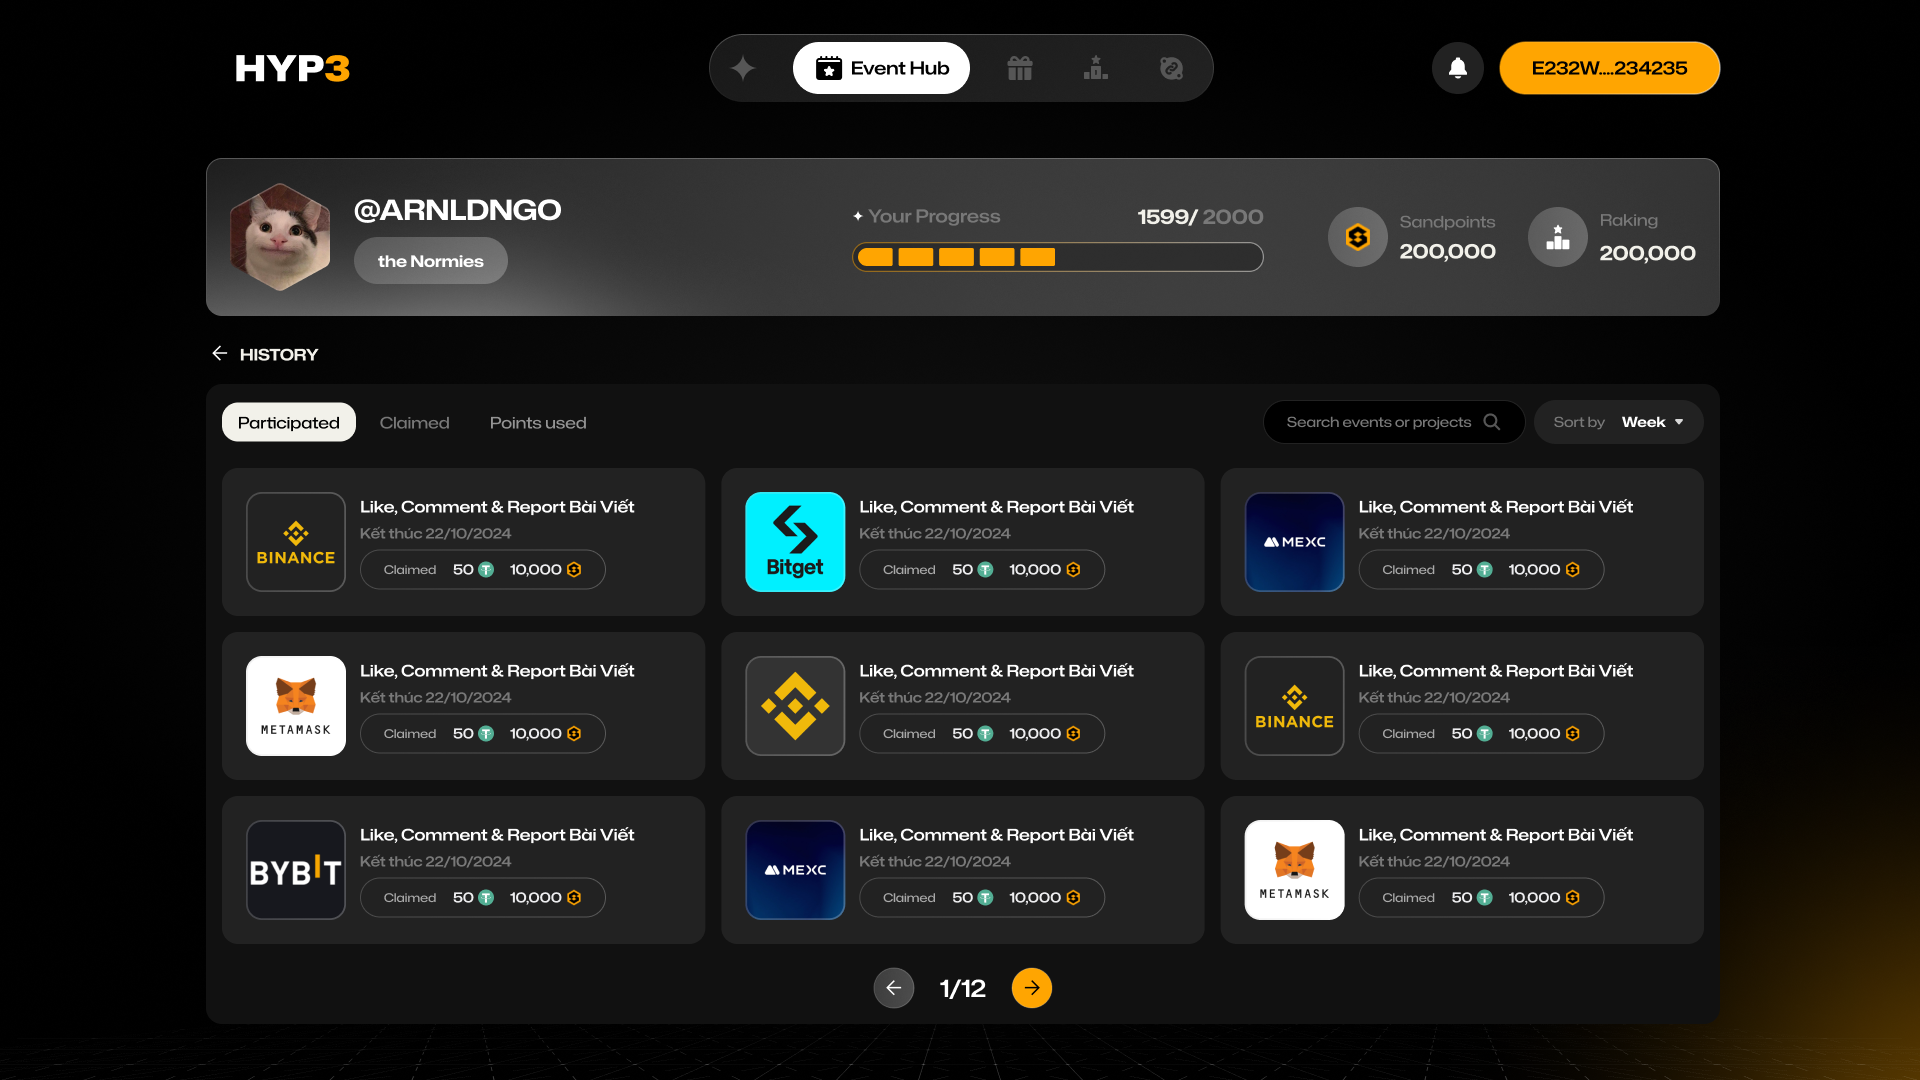 HYP3
Event Hub
E232W....234235
@ARNLDNGO
the Normies
Your Progress
1599/ 2000
Sandpoints
200,000
Raking
200,000
HISTORY
Participated
Claimed
Points used
Search events or projects
Sort by Week
BINANCE
Like, Comment & Report Bài Viết
Kết thúc 22/10/2024
Claimed 50 10,000
Bitget
Like, Comment & Report Bài Viết
Kết thúc 22/10/2024
Claimed 50 10,000
MEXC
Like, Comment & Report Bài Viết
Kết thúc 22/10/2024
Claimed 50 10,000
METAMASK
Like, Comment & Report Bài Viết
Kết thúc 22/10/2024
Claimed 50 10,000
Like, Comment & Report Bài Viết
Kết thúc 22/10/2024
Claimed 50 10,000
BINANCE
Like, Comment & Report Bài Viết
Kết thúc 22/10/2024
Claimed 50 10,000
BYBIT
Like, Comment & Report Bài Viết
Kết thúc 22/10/2024
Claimed 50 10,000
MEXC
Like, Comment & Report Bài Viết
Kết thúc 22/10/2024
Claimed 50 10,000
METAMASK
Like, Comment & Report Bài Viết
Kết thúc 22/10/2024
Claimed 50 10,000
1/12